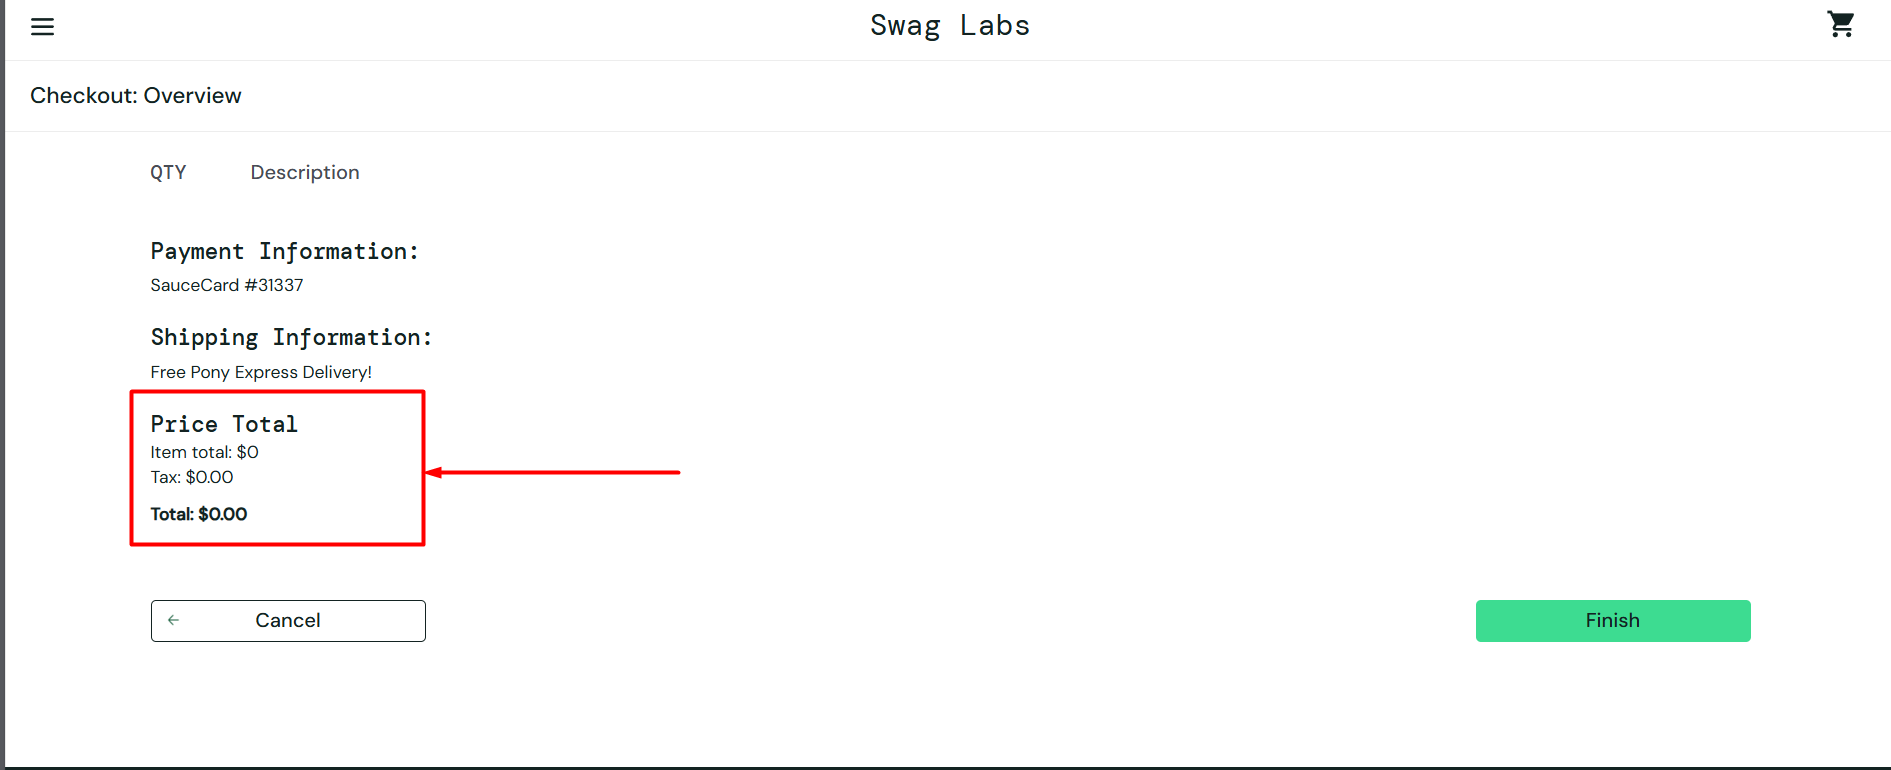 Swag Labs
Checkout: Overview
QTY Description
Payment Information:
SauceCard #31337
Shipping Information:
Free Pony Express Delivery!
Price Total
Item total: $0
Tax: $0.00
Total: $0.00
Cancel Finish